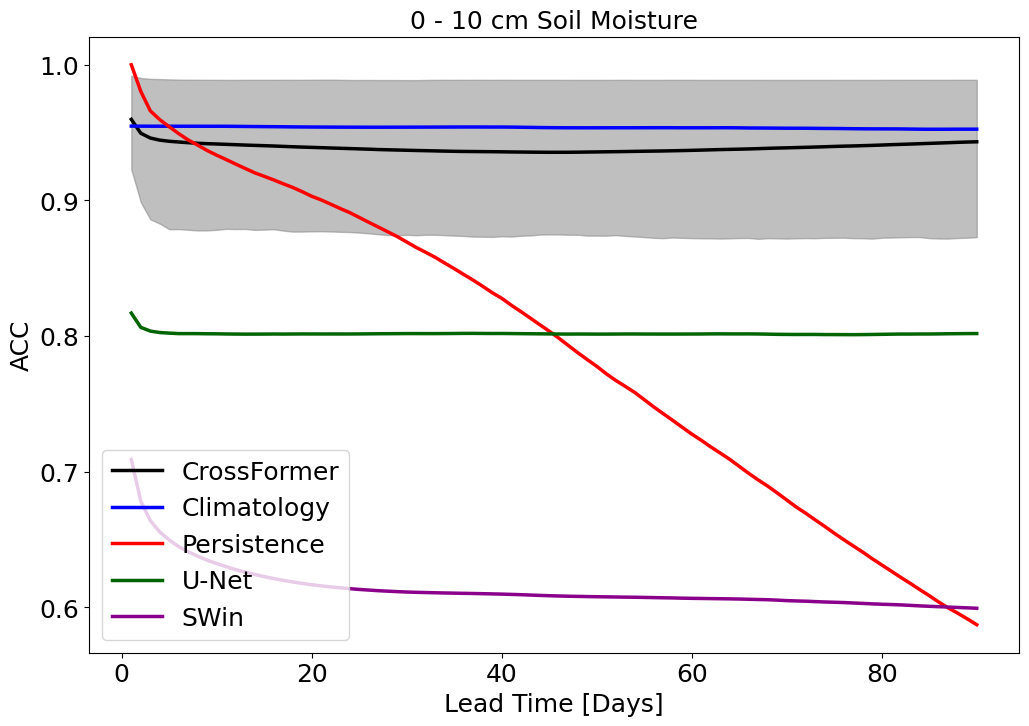 0 - 10 cm Soil Moisture
1.0
0.9
0.8
0.7
0.6
ACC
CrossFormer
Climatology
Persistence
U-Net
SWin
0 20 40 60 80
Lead Time [Days]